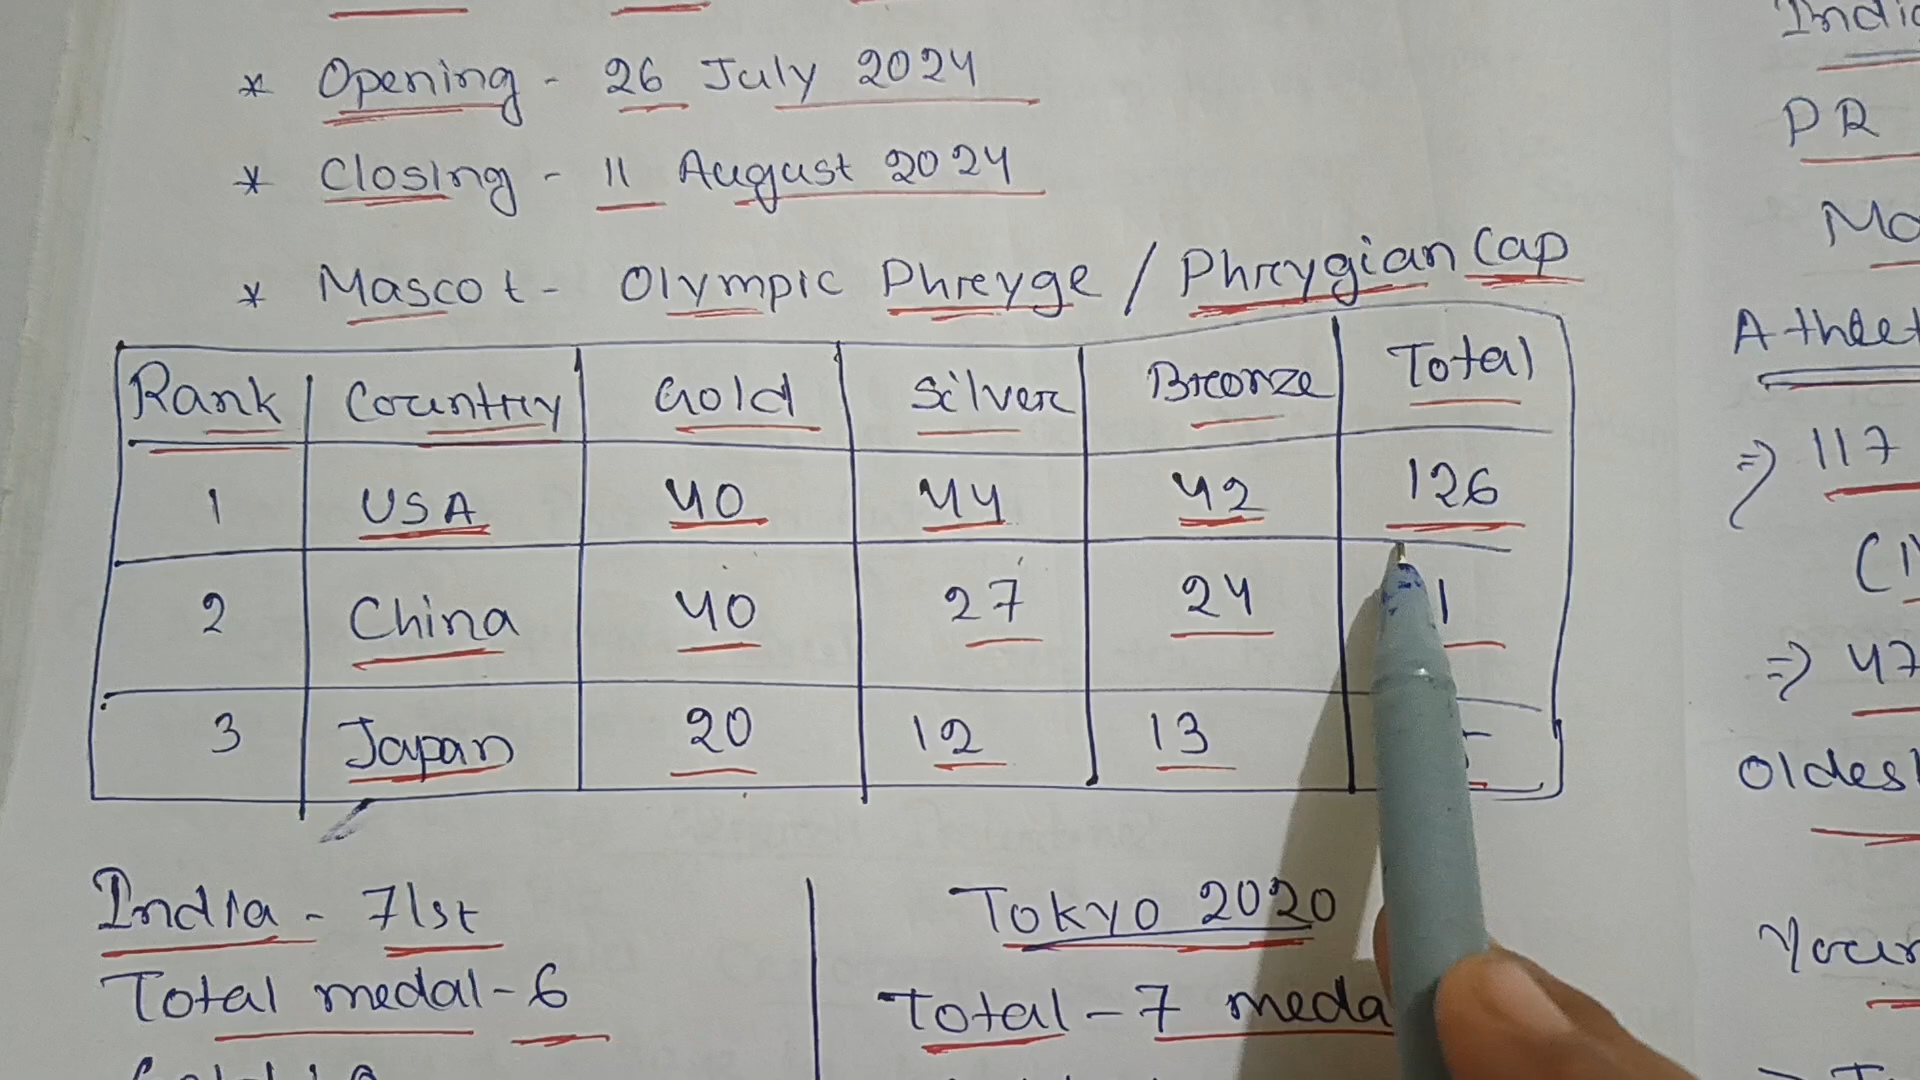 * Opening - 26 July 2024
* Closing - 11 August 2024
* Mascot - Olympic Phreyge / Phrygian Cap
Rank Country Gold Silver Bronze Total
1 USA 40 44 42 126
2 China 40 27 24
3 Japan 20 12 13
India - 71st
Total medal - 6
Tokyo 2020
Total - 7 meda
PR
=> 117
=> 47